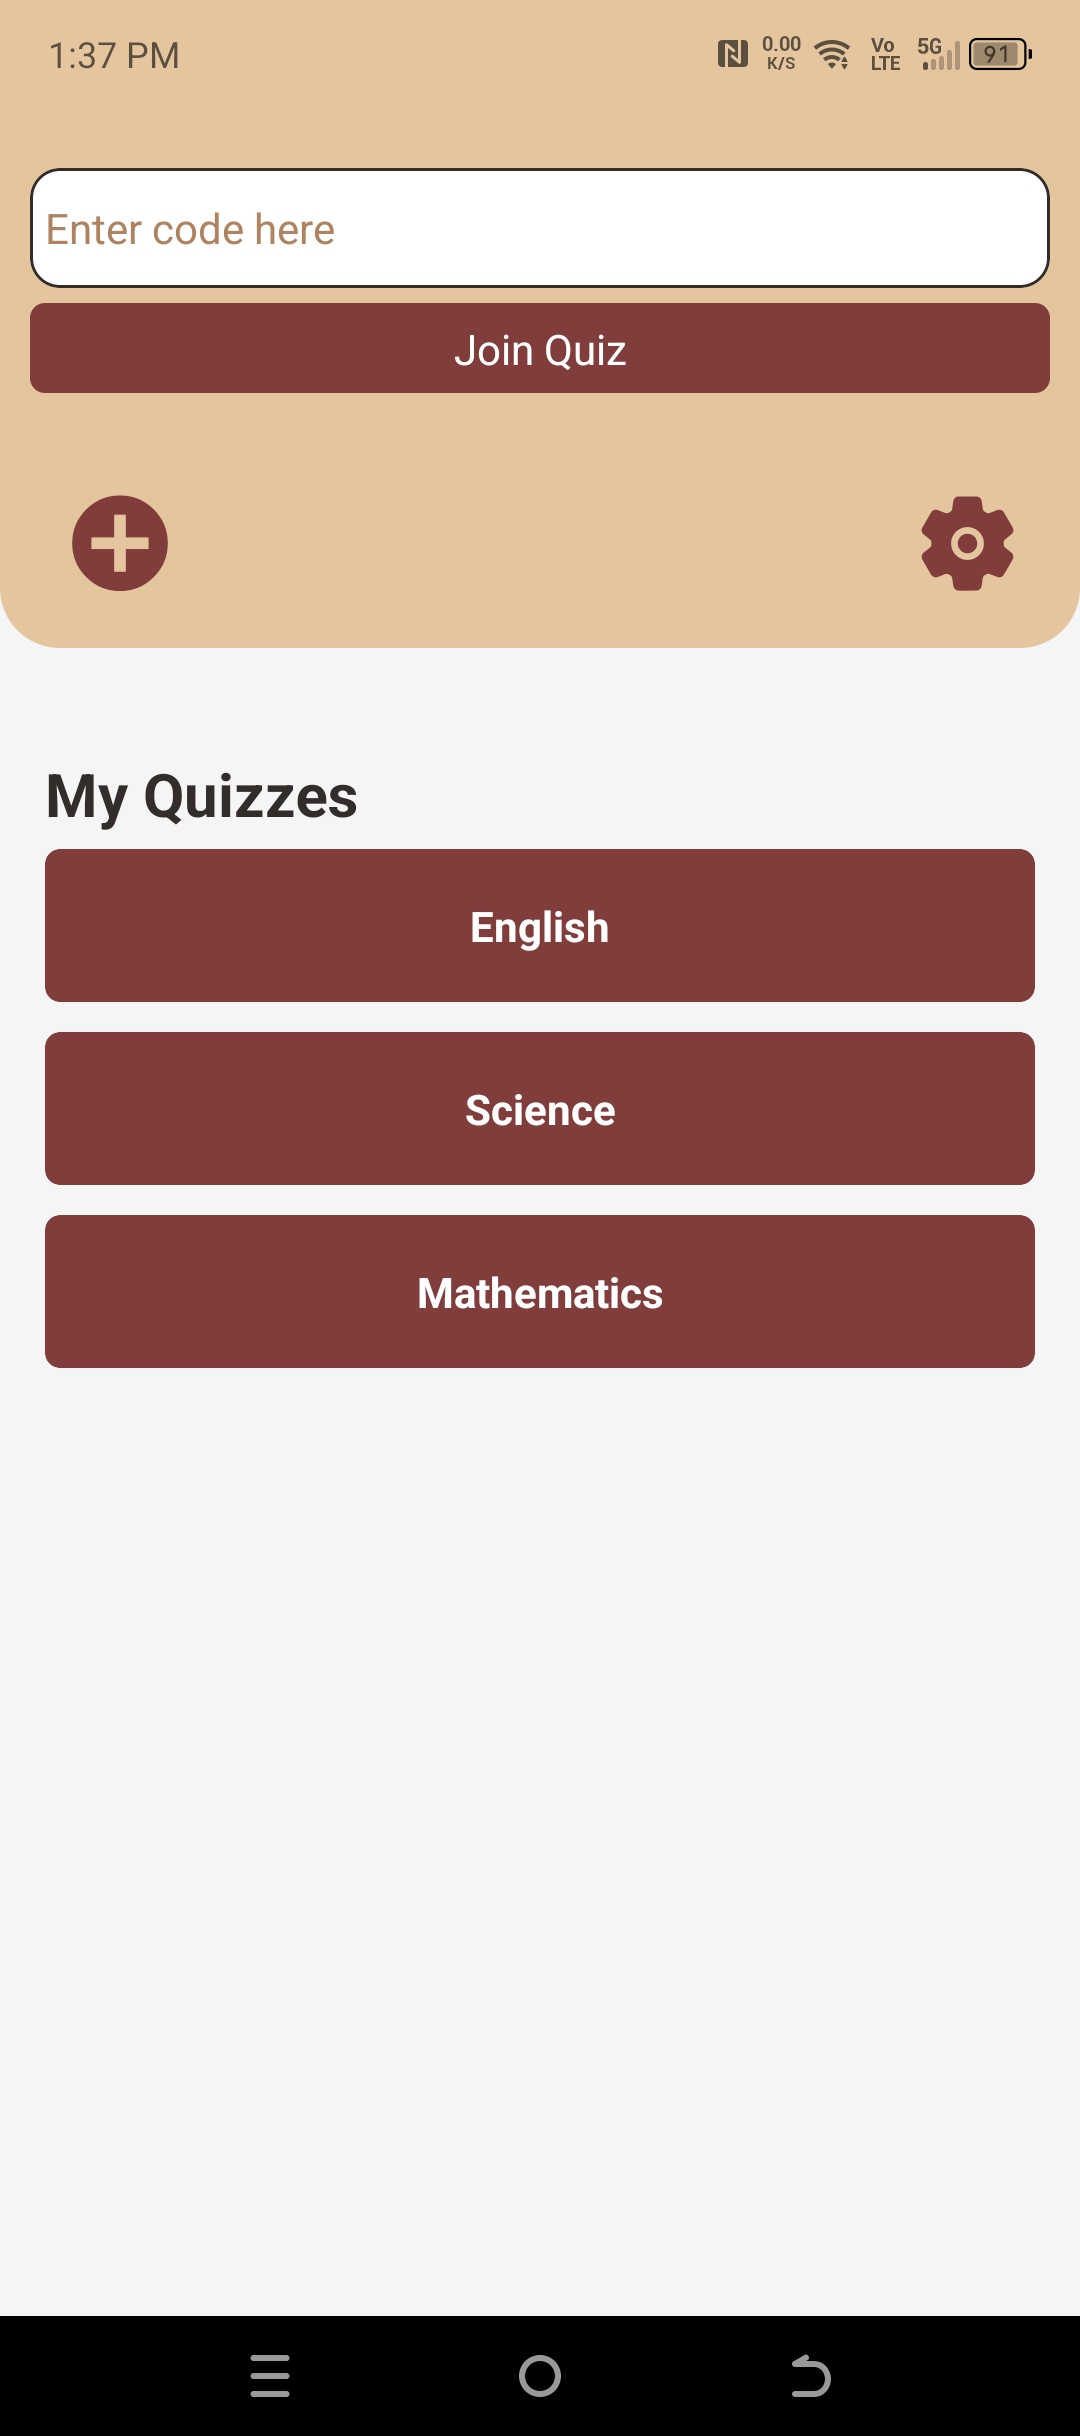 1:37 PM
0.00
K/S
Vo
LTE
5G
91
Enter code here
Join Quiz
My Quizzes
English
Science
Mathematics